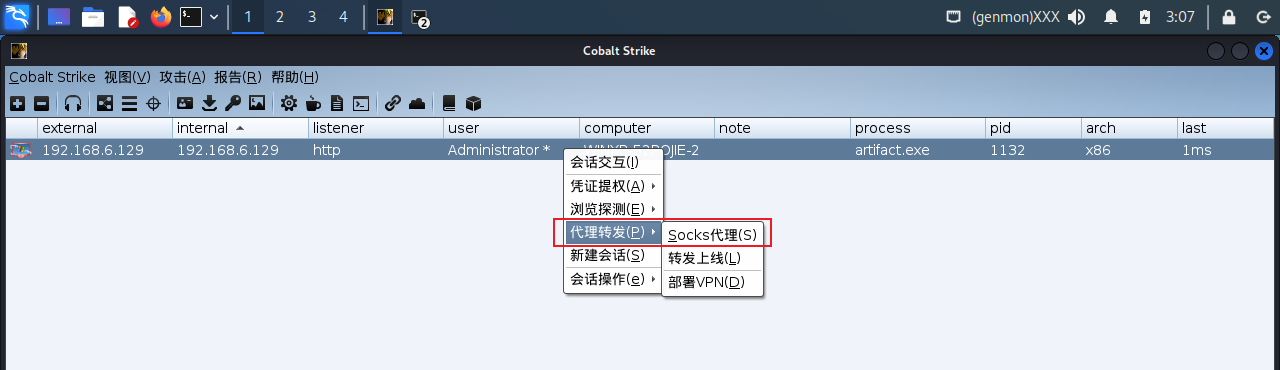 1 2 3 4 2 (genmon)XXX 3:07
Cobalt Strike
Cobalt Strike 视图(V) 攻击(A) 报告(R) 帮助(H)
external internal listener user computer note process pid arch last
192.168.6.129 192.168.6.129 http Administrator * artifact.exe 1132 x86 1ms
会话交互(I)
凭证提权(A)
浏览探测(E)
代理转发(P) Socks代理(S)
新建会话(S) 转发上线(L)
会话操作(e) 部署VPN(D)